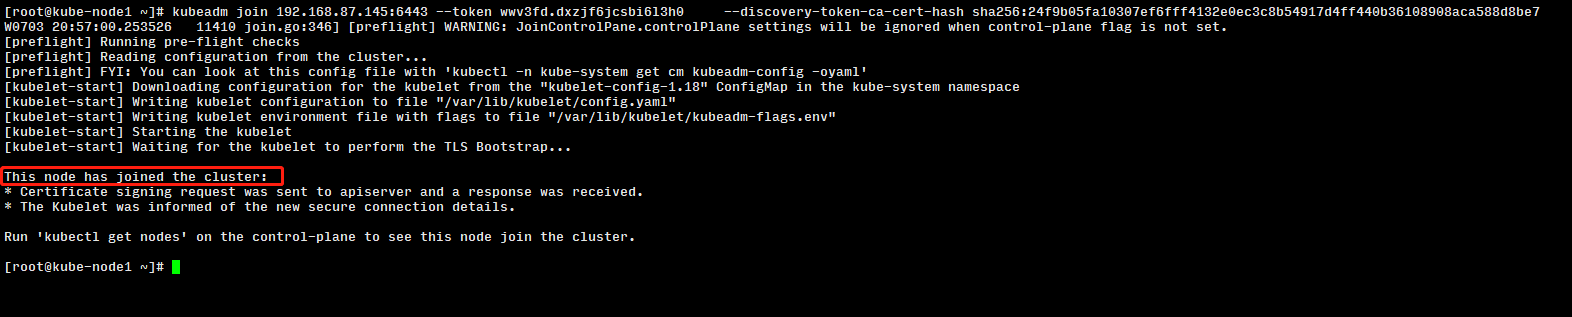 [root@kube-node1 ~]# kubeadm join 192.168.87.145:6443 --token wwv3fd.dxzjf6jcsbi6l3h0     --discovery-token-ca-cert-hash sha256:24f9b05fa10307ef6fff4132e0ec3c8b54917d4ff440b36108908aca588d8be7
W0703 20:57:00.253526   11410 join.go:346] [preflight] WARNING: JoinControlPane.controlPlane settings will be ignored when control-plane flag is not set.
[preflight] Running pre-flight checks
[preflight] Reading configuration from the cluster...
[preflight] FYI: You can look at this config file with 'kubectl -n kube-system get cm kubeadm-config -oyaml'
[kubelet-start] Downloading configuration for the kubelet from the "kubelet-config-1.18" ConfigMap in the kube-system namespace
[kubelet-start] Writing kubelet configuration to file "/var/lib/kubelet/config.yaml"
[kubelet-start] Writing kubelet environment file with flags to file "/var/lib/kubelet/kubeadm-flags.env"
[kubelet-start] Starting the kubelet
[kubelet-start] Waiting for the kubelet to perform the TLS Bootstrap...
This node has joined the cluster:
* Certificate signing request was sent to apiserver and a response was received.
* The Kubelet was informed of the new secure connection details.
Run 'kubectl get nodes' on the control-plane to see this node join the cluster.
[root@kube-node1 ~]#